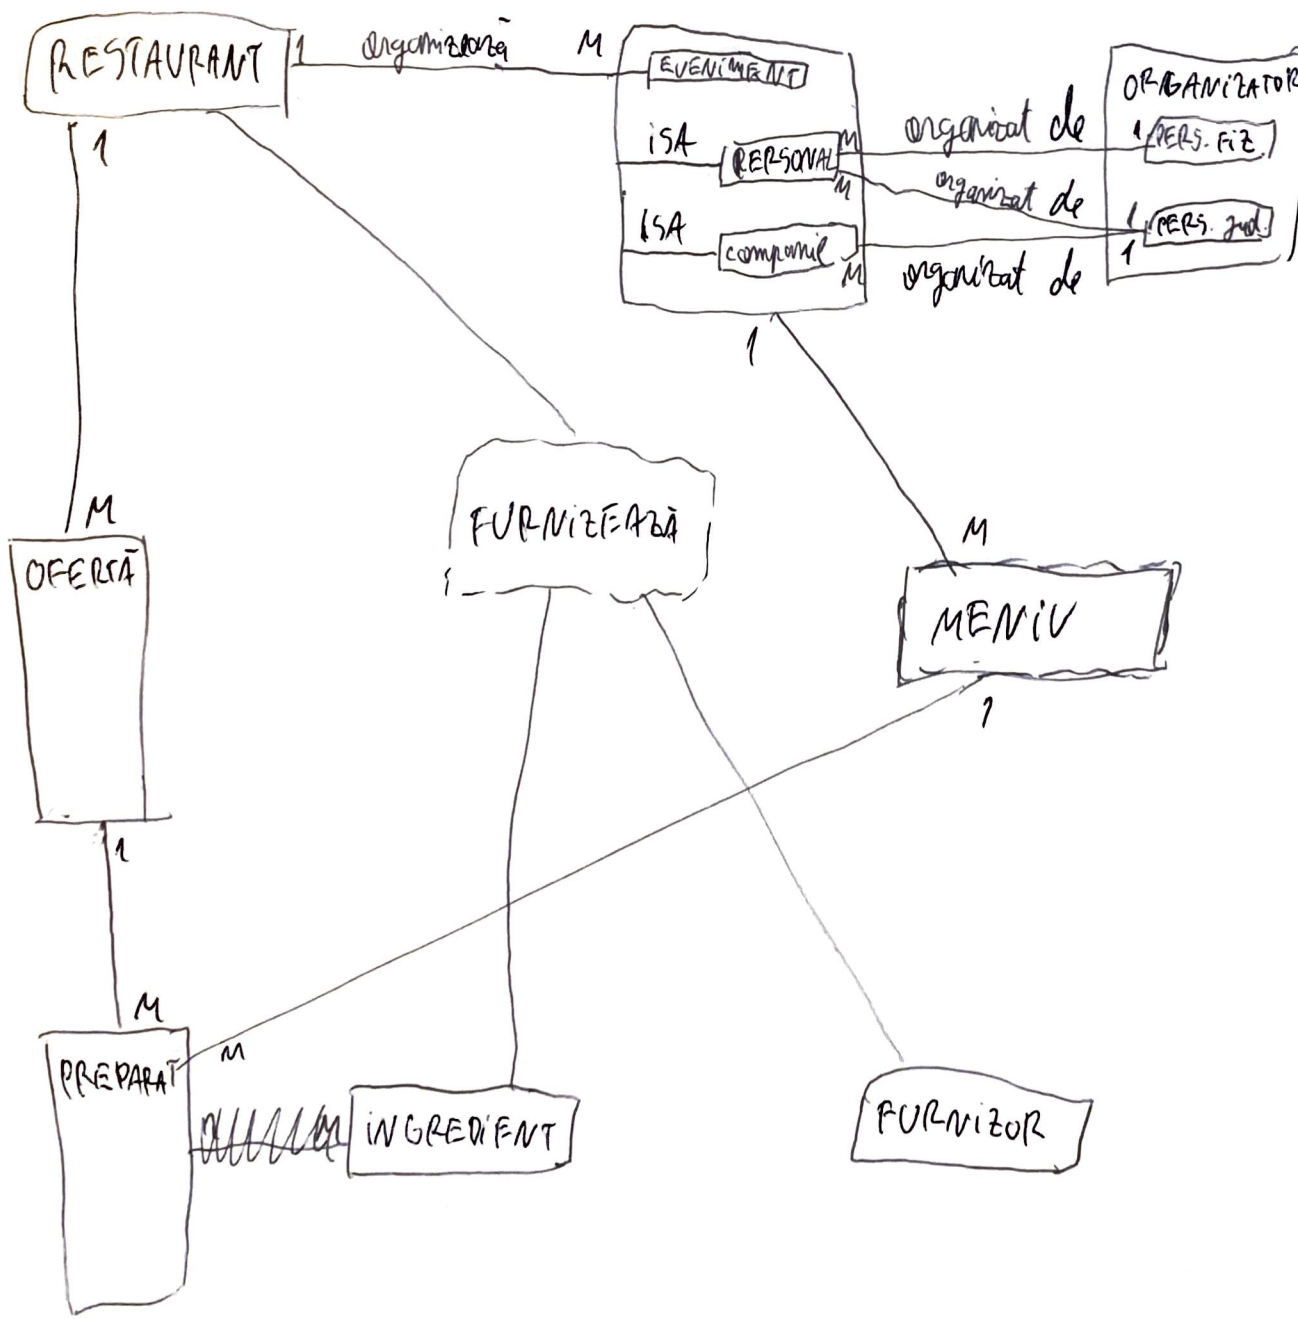 RESTAURANT
1 organizează M
EVENIMENT
ORGANIZATOR
iSA PERSONAL M organizat de 1 PERS. FiZ.
M organizat de 1
ISA companie M organizat de 1 PERS. jud.
1
1
M
OFERTĂ
FURNiZEAZĂ
M
MENiU
1
1
M
PREPARAT M
iNGREDiENT
FURNiZOR